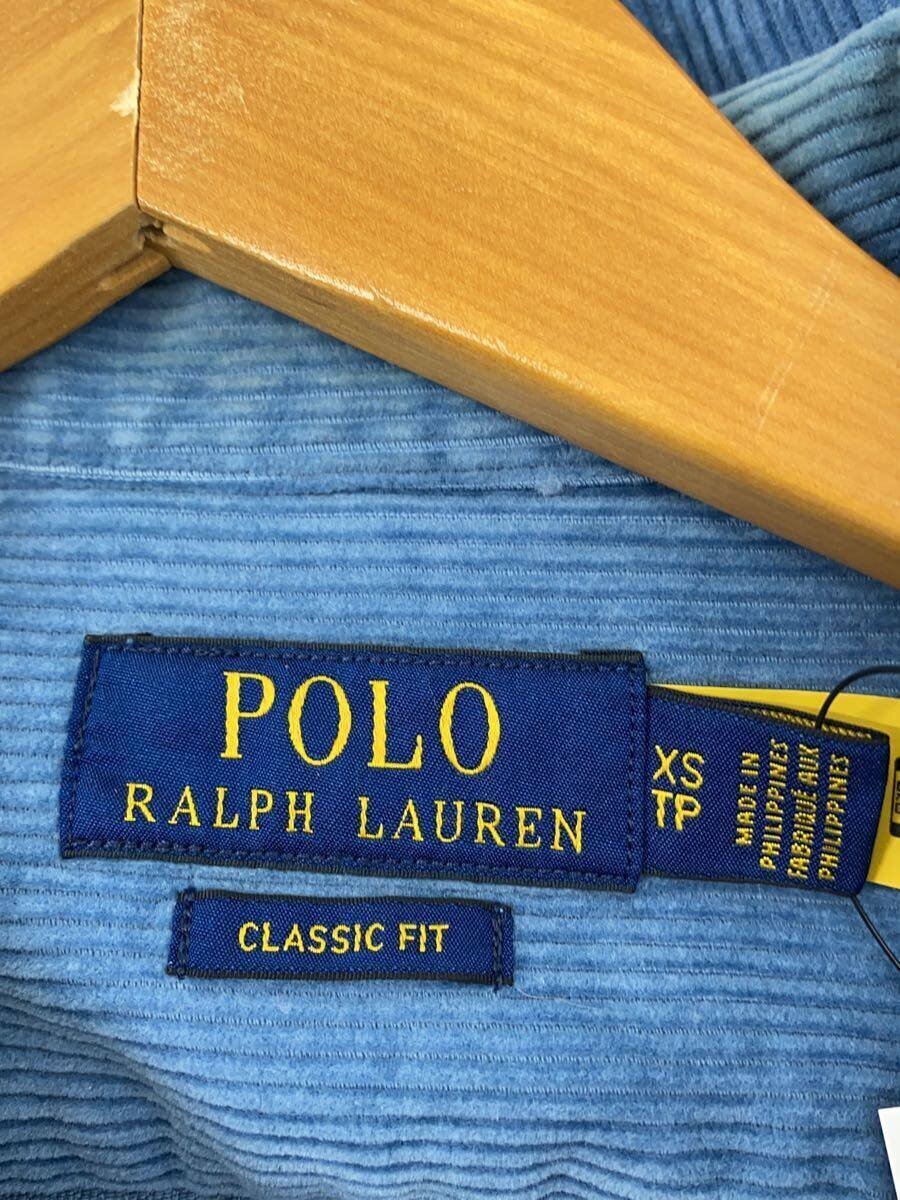 POLO
RALPH LAUREN
XS
TP
MADE IN
PHILIPPINES
FABRIQUÉ AUX
PHILIPPINES
CLASSIC FIT